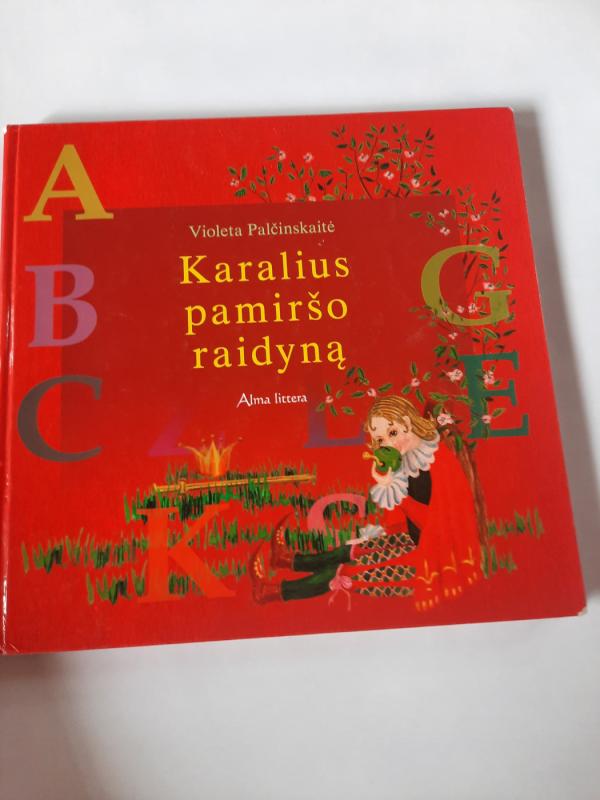 A
B
C
Violeta Palčinskaitė
Karalius
pamiršo
raidyną
Alma littera
G
E
Z
E
K
S